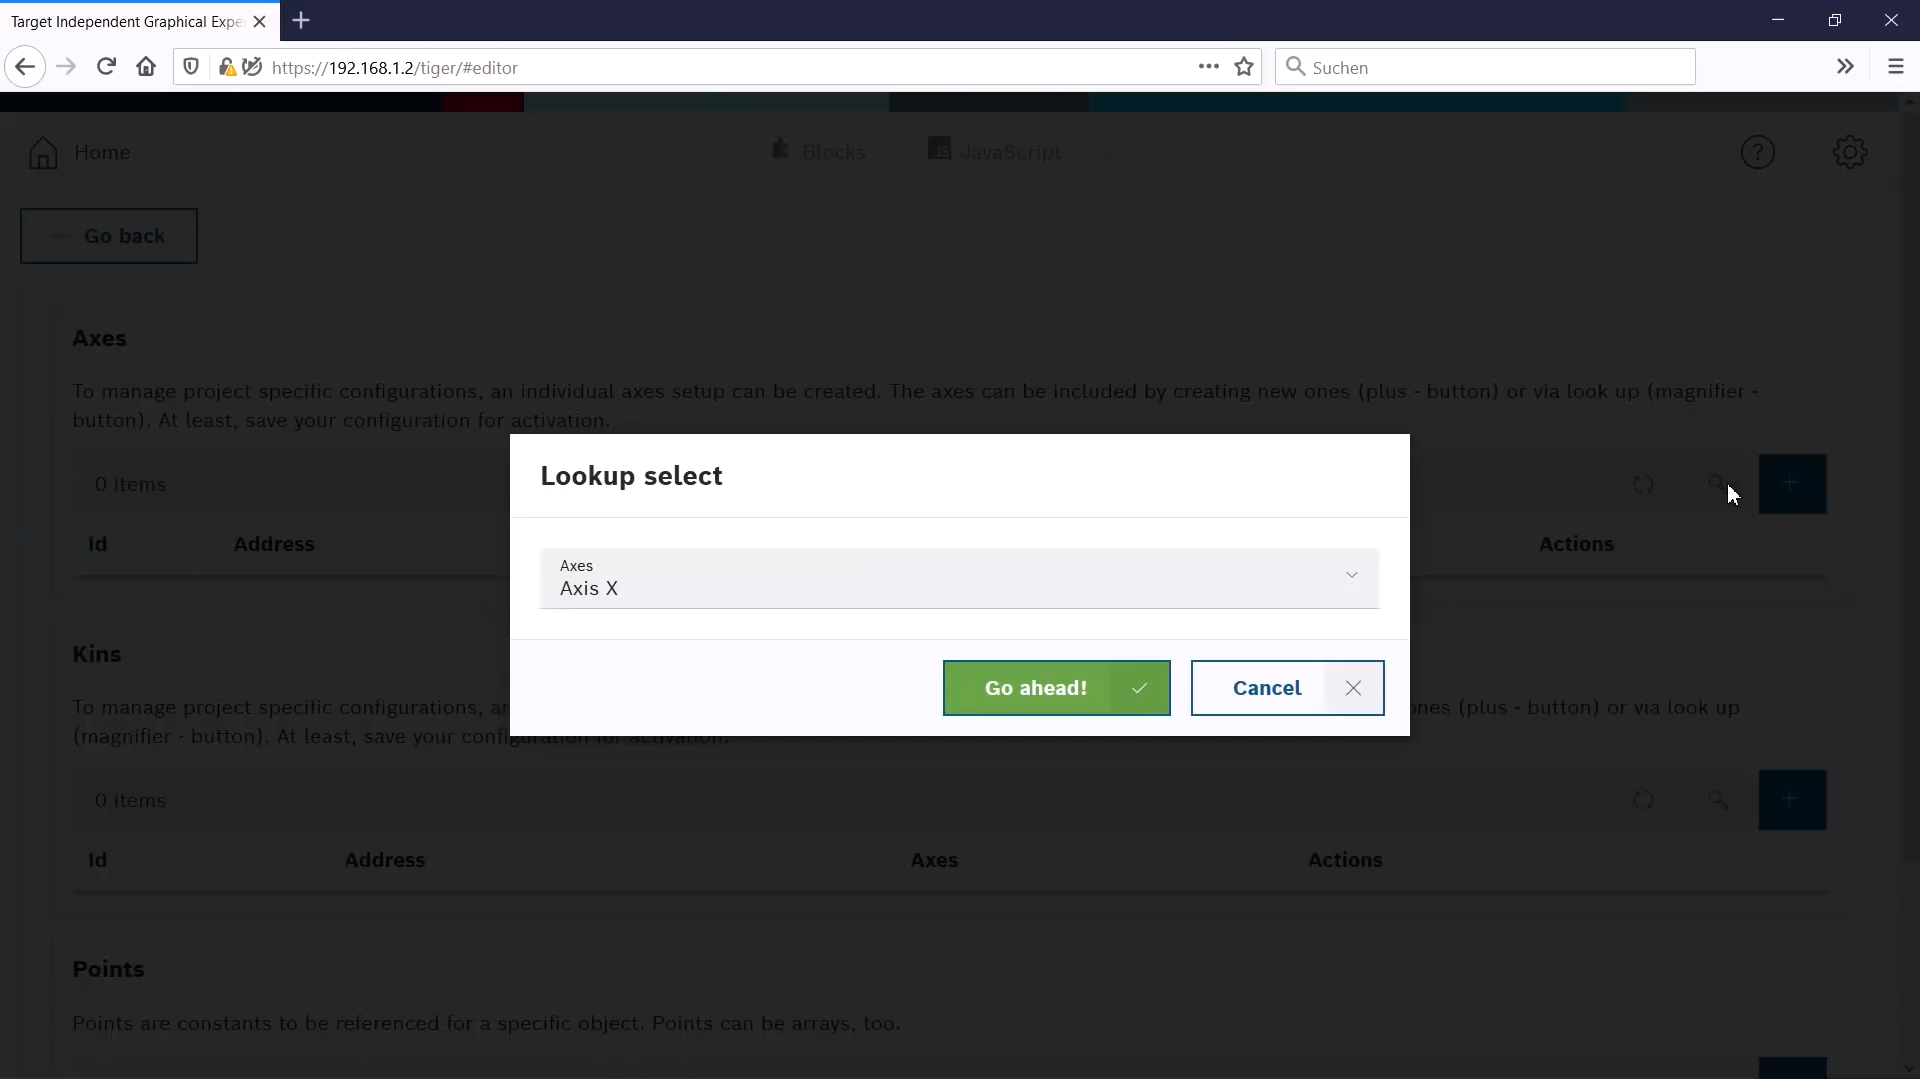 Target Independent Graphical Expe
https://192.168.1.2/tiger/#editor
Suchen
Home
Blocks
JS JavaScript
Go back
Axes
To manage project specific configurations, an individual axes setup can be created. The axes can be included by creating new ones (plus - button) or via look up (magnifier -
button). At least, save your configuration for activation.
0 items
Id Address Actions
Lookup select
Axes
Axis X
Go ahead!
Cancel
Kins
To manage project specific configurations, ones (plus - button) or via look up
(magnifier - button). At least, save your configuration for activation.
0 items
Id Address Axes Actions
Points
Points are constants to be referenced for a specific object. Points can be arrays, too.